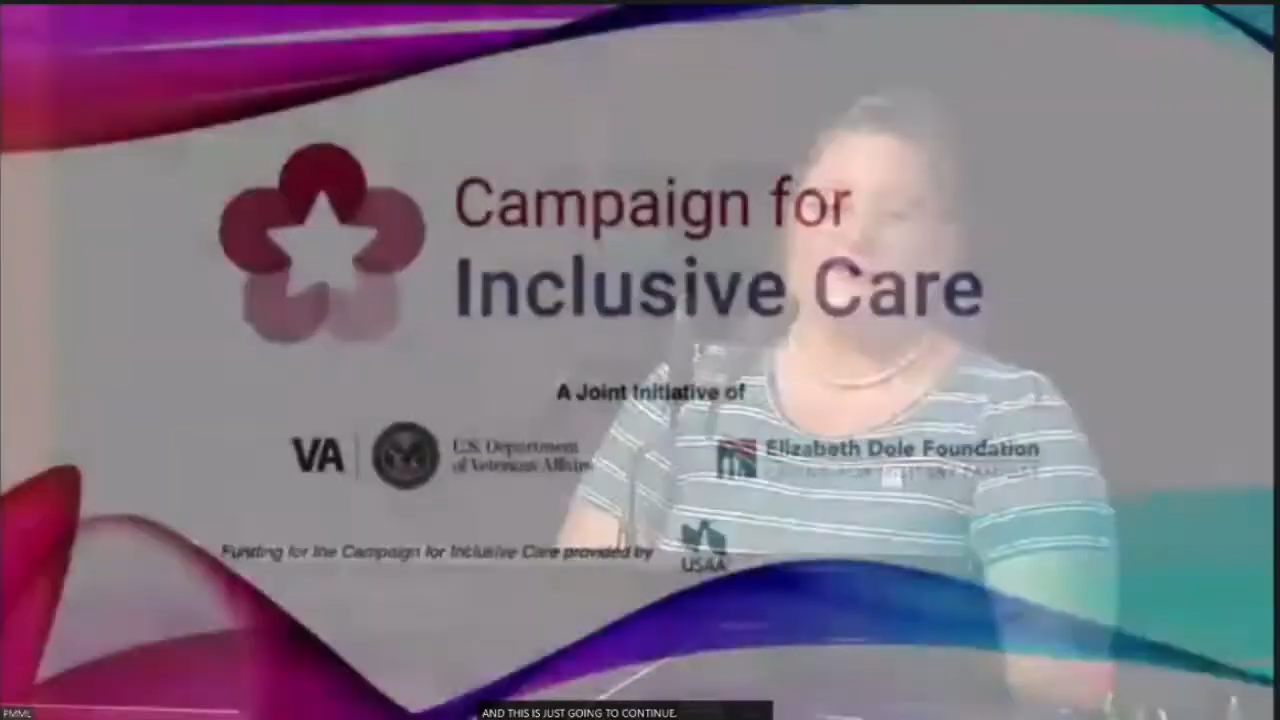 Campaign for
Inclusive Care
A Joint Initiative of
VA
U.S. Department
of Veterans Affairs
Elizabeth Dole Foundation
Funding for the Campaign for Inclusive Care provided by
USAA
PMML
AND THIS IS JUST GOING TO CONTINUE.